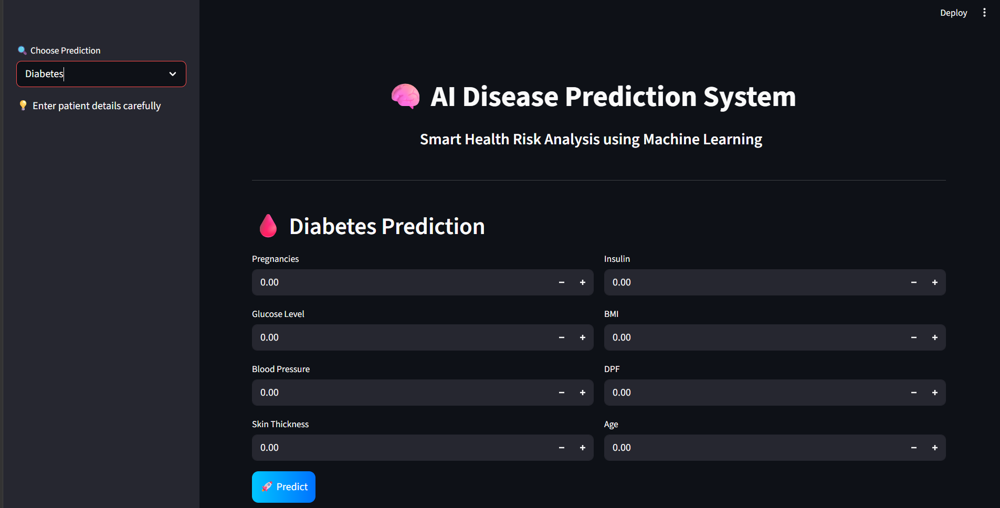 Deploy
Choose Prediction
Diabetes
Enter patient details carefully
AI Disease Prediction System
Smart Health Risk Analysis using Machine Learning
Diabetes Prediction
Pregnancies
0.00
Insulin
0.00
Glucose Level
0.00
BMI
0.00
Blood Pressure
0.00
DPF
0.00
Skin Thickness
0.00
Age
0.00
Predict